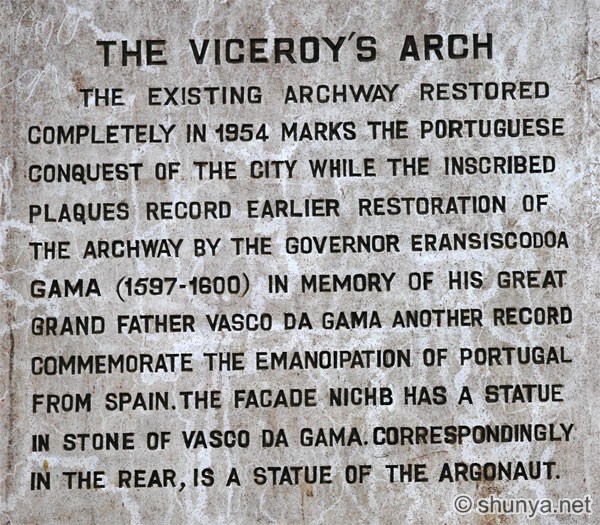 THE VICEROY'S ARCH
THE EXISTING ARCHWAY RESTORED
COMPLETELY IN 1954 MARKS THE PORTUGUESE
CONQUEST OF THE CITY WHILE THE INSCRIBED
PLAQUES RECORD EARLIER RESTORATION OF
THE ARCHWAY BY THE GOVERNOR ERANSISCODOA
GAMA (1597-1600) IN MEMORY OF HIS GREAT
GRAND FATHER VASCO DA GAMA ANOTHER RECORD
COMMEMORATE THE EMANOIPATION OF PORTUGAL
FROM SPAIN. THE FACADE NICHB HAS A STATUE
IN STONE OF VASCO DA GAMA. CORRESPONDINGLY
IN THE REAR, IS A STATUE OF THE ARGONAUT.
© shunya.net